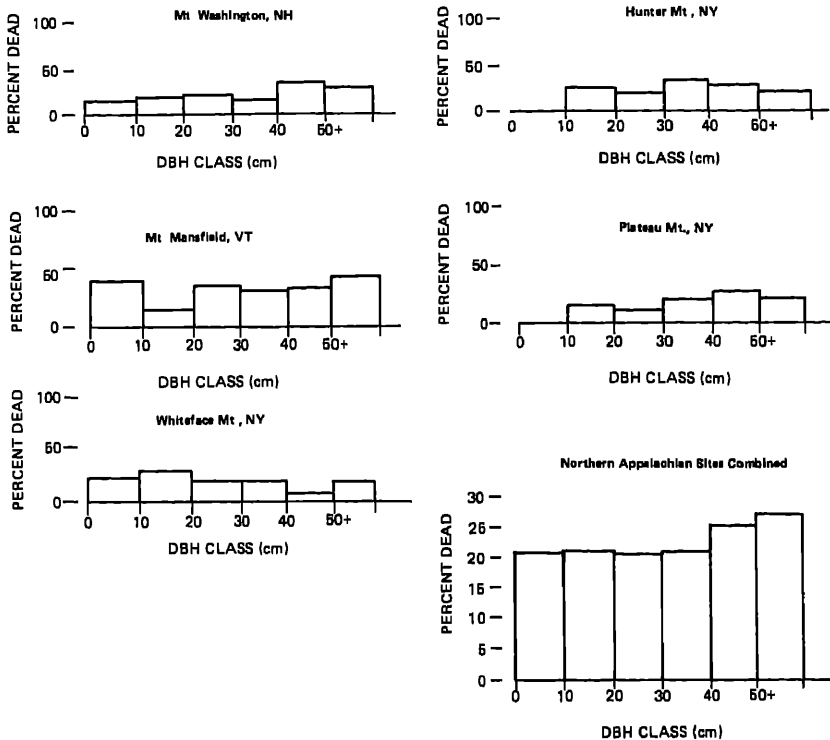 Mt Washington, NH
PERCENT DEAD
100
50
0
0 10 20 30 40 50+
DBH CLASS (cm)
Hunter Mt , NY
PERCENT DEAD
100
50
0
0 10 20 30 40 50+
DBH CLASS (cm)
Mt Mansfield, VT
PERCENT DEAD
100
50
0
0 10 20 30 40 50+
DBH CLASS (cm)
Plateau Mt., NY
PERCENT DEAD
100
50
0
0 10 20 30 40 50+
DBH CLASS (cm)
Whiteface Mt , NY
PERCENT DEAD
100
50
0
0 10 20 30 40 50+
DBH CLASS (cm)
Northern Appalachian Sites Combined
PERCENT DEAD
30
25
20
15
10
5
0
0 10 20 30 40 50+
DBH CLASS (cm)